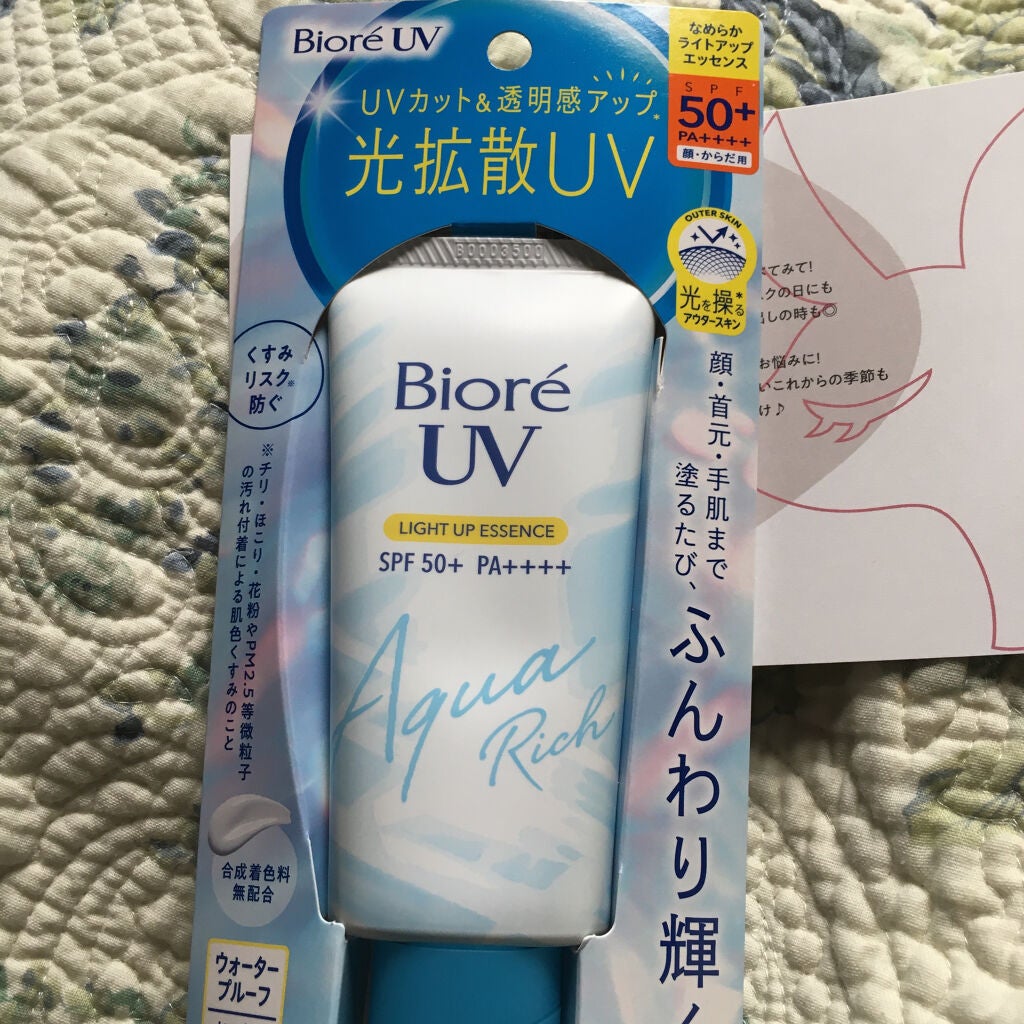 Bioré UV
UVカット&透明感アップ*
光拡散UV
なめらか
ライトアップ
エッセンス
SPF
50+
PA++++
顔・からだ用
OUTER SKIN
光を操る*
アウタースキン
くすみ
リスク※
防ぐ
※チリ・ほこり・花粉やPM2.5等微粒子
の汚れ付着による肌色くすみのこと
合成着色料
無配合
ウォーター
プルーフ
80003500
Bioré
UV
LIGHT UP ESSENCE
SPF 50+ PA++++
Aqua
Rich
顔・首元・手肌まで
塗るたび、ふんわり輝く
てみて!
クの日にも
出しの時も◎
お悩みに!
いこれからの季節も
け♪